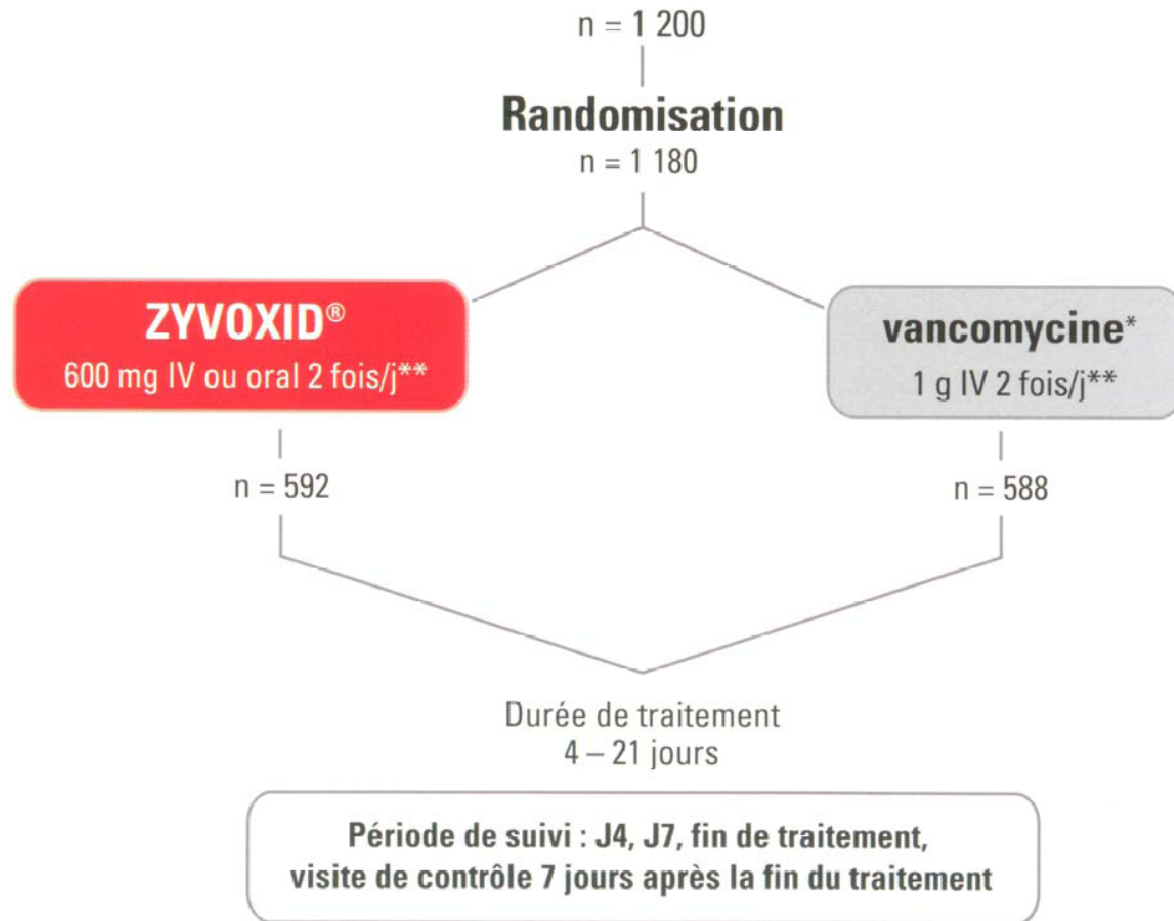 n = 1 200
Randomisation
n = 1 180
ZYVOXID®
600 mg IV ou oral 2 fois/j**
vancomycine*
1 g IV 2 fois/j**
n = 592
n = 588
Durée de traitement
4 – 21 jours
Période de suivi : J4, J7, fin de traitement,
visite de contrôle 7 jours après la fin du traitement